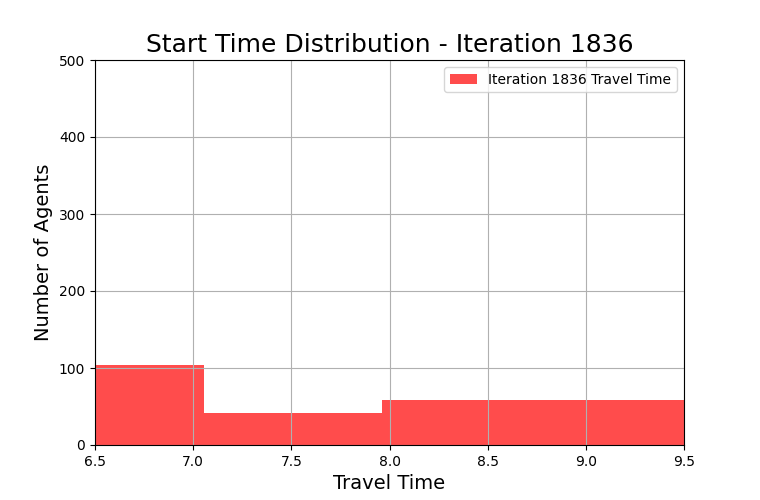 Start Time Distribution - Iteration 1836
500
400
300
200
100
0
Number of Agents
Iteration 1836 Travel Time
6.5 7.0 7.5 8.0 8.5 9.0 9.5
Travel Time